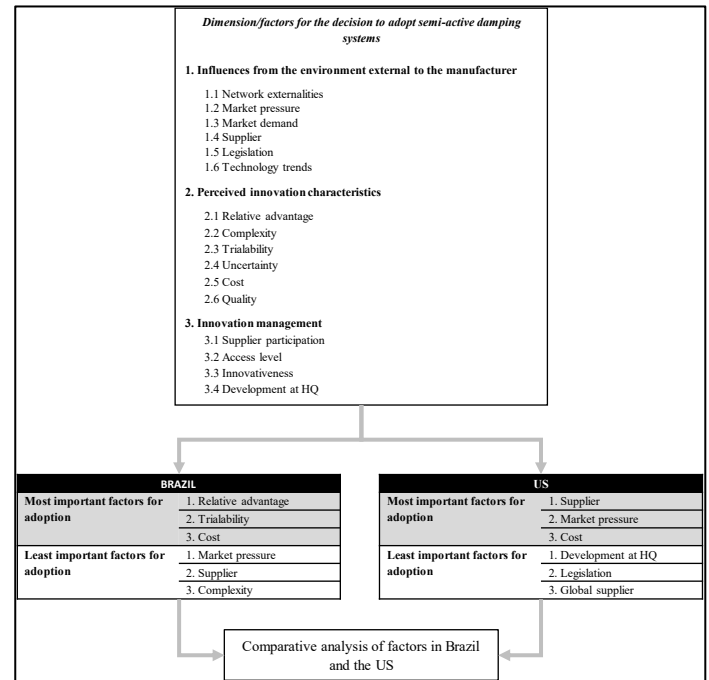 Dimension/factors for the decision to adopt semi-active damping
systems
1. Influences from the environment external to the manufacturer
1.1 Network externalities
1.2 Market pressure
1.3 Market demand
1.4 Supplier
1.5 Legislation
1.6 Technology trends
2. Perceived innovation characteristics
2.1 Relative advantage
2.2 Complexity
2.3 Trialability
2.4 Uncertainty
2.5 Cost
2.6 Quality
3. Innovation management
3.1 Supplier participation
3.2 Access level
3.3 Innovativeness
3.4 Development at HQ
BRAZIL
Most important factors for
adoption
1. Relative advantage
2. Trialability
3. Cost
Least important factors for
adoption
1. Market pressure
2. Supplier
3. Complexity
US
Most important factors for
adoption
1. Supplier
2. Market pressure
3. Cost
Least important factors for
adoption
1. Development at HQ
2. Legislation
3. Global supplier
Comparative analysis of factors in Brazil
and the US